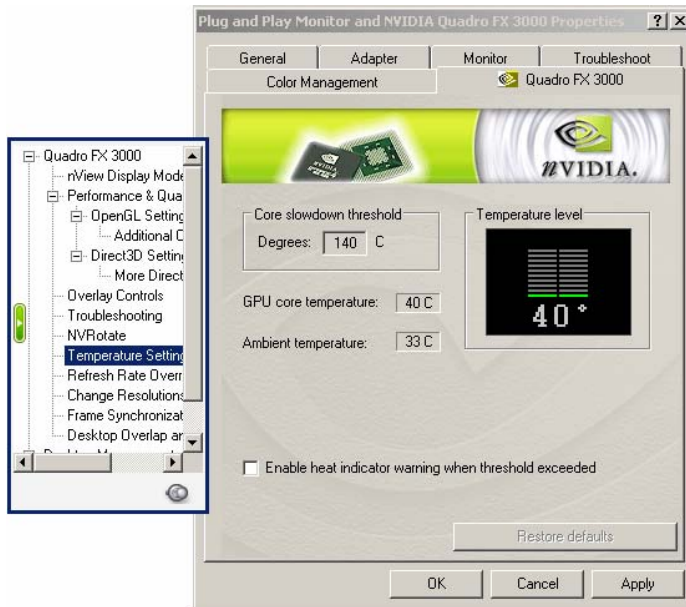 Plug and Play Monitor and NVIDIA Quadro FX 3000 Properties
General Adapter Monitor Troubleshoot
Color Management Quadro FX 3000
NVIDIA
nVIDIA.
Quadro FX 3000
nView Display Mode
Performance & Qua
OpenGL Setting
Additional
Direct3D Setting
More Direct
Overlay Controls
Troubleshooting
NVRotate
Temperature Setting
Refresh Rate Overr
Change Resolutions
Frame Synchronizat
Desktop Overlap ar
Core slowdown threshold
Degrees: 140 C
GPU core temperature: 40 C
Ambient temperature: 33 C
Temperature level
40°
Enable heat indicator warning when threshold exceeded
Restore defaults
OK Cancel Apply